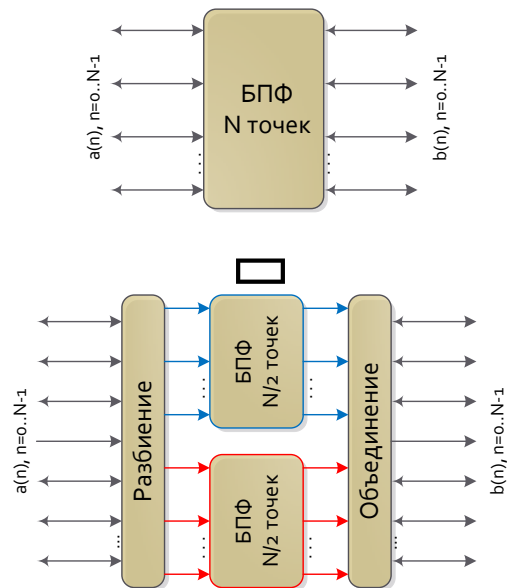 a(n), n=0..N-1
БПФ
N точек
b(n), n=0..N-1
a(n), n=0..N-1
Разбиение
БПФ
N/2 точек
БПФ
N/2 точек
Объединение
b(n), n=0..N-1